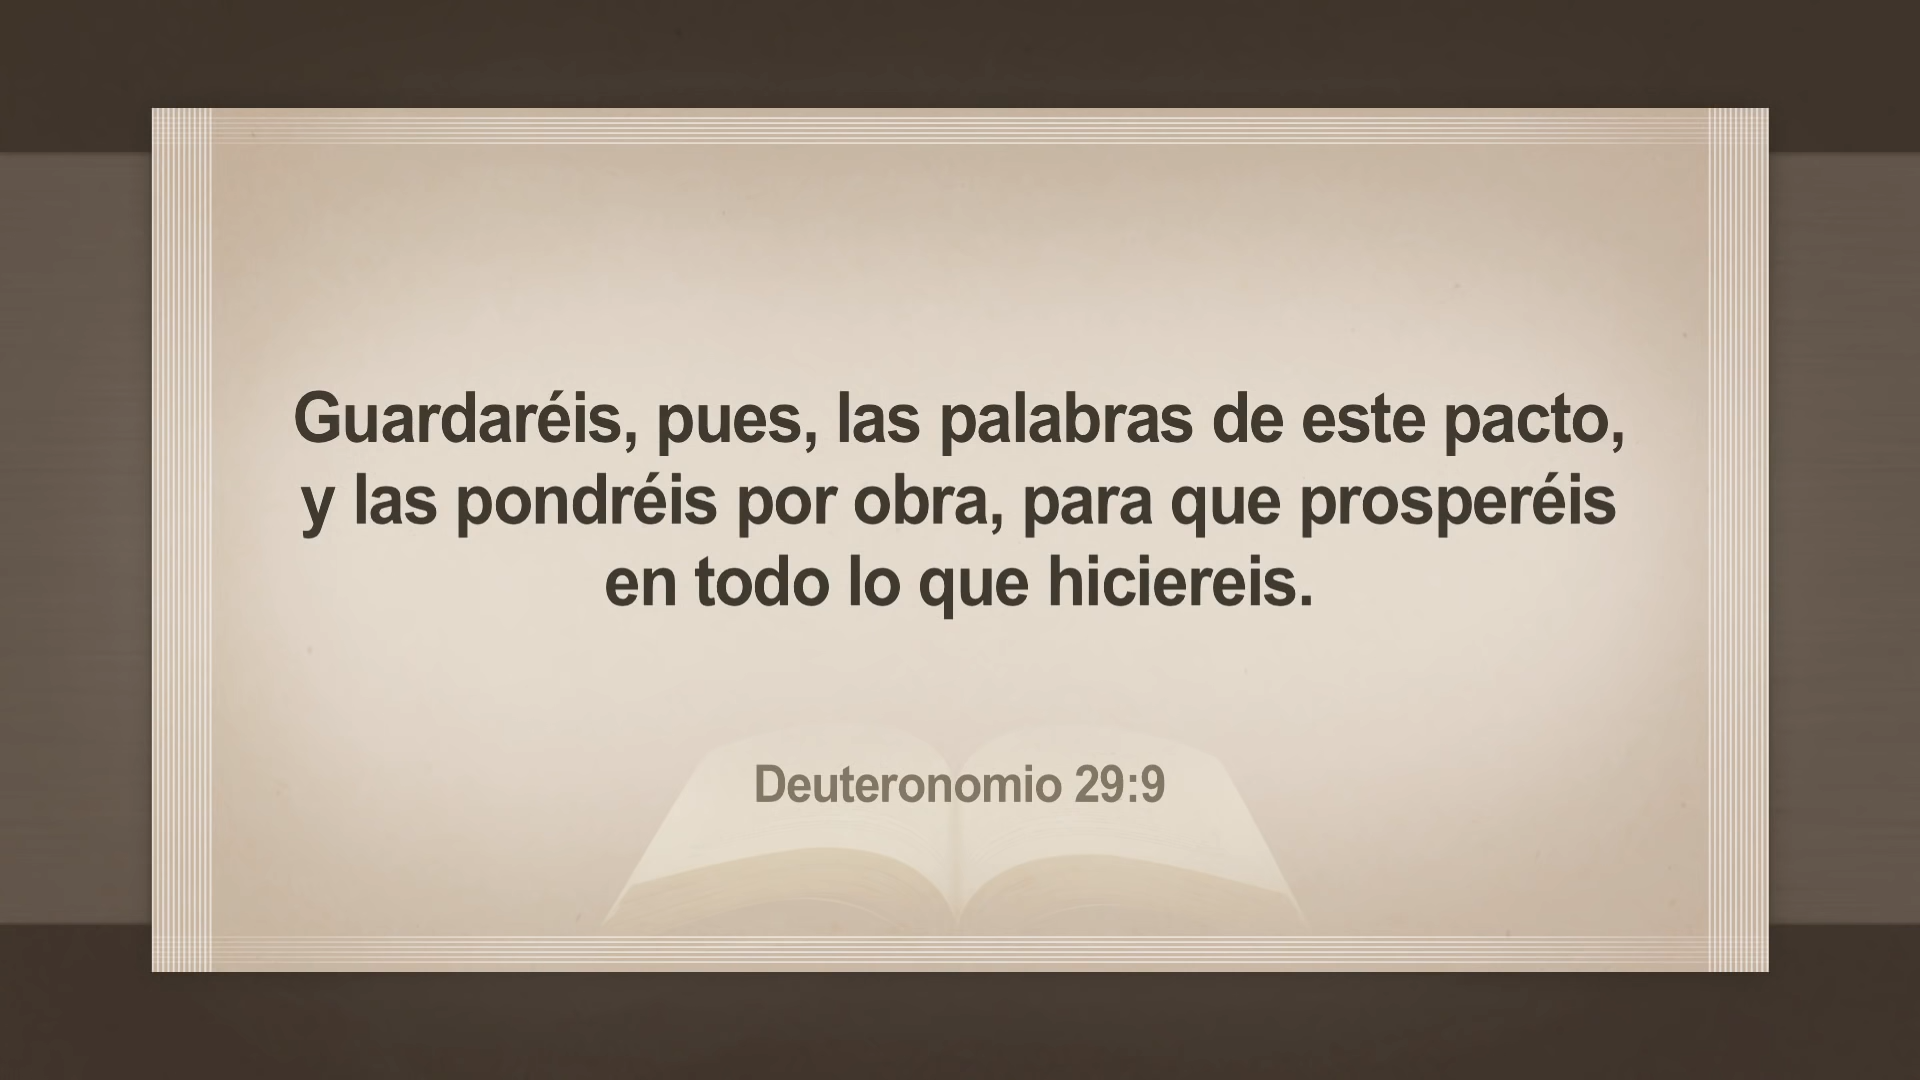 Guardaréis, pues, las palabras de este pacto,
y las pondréis por obra, para que prosperéis
en todo lo que hiciereis.
Deuteronomio 29:9